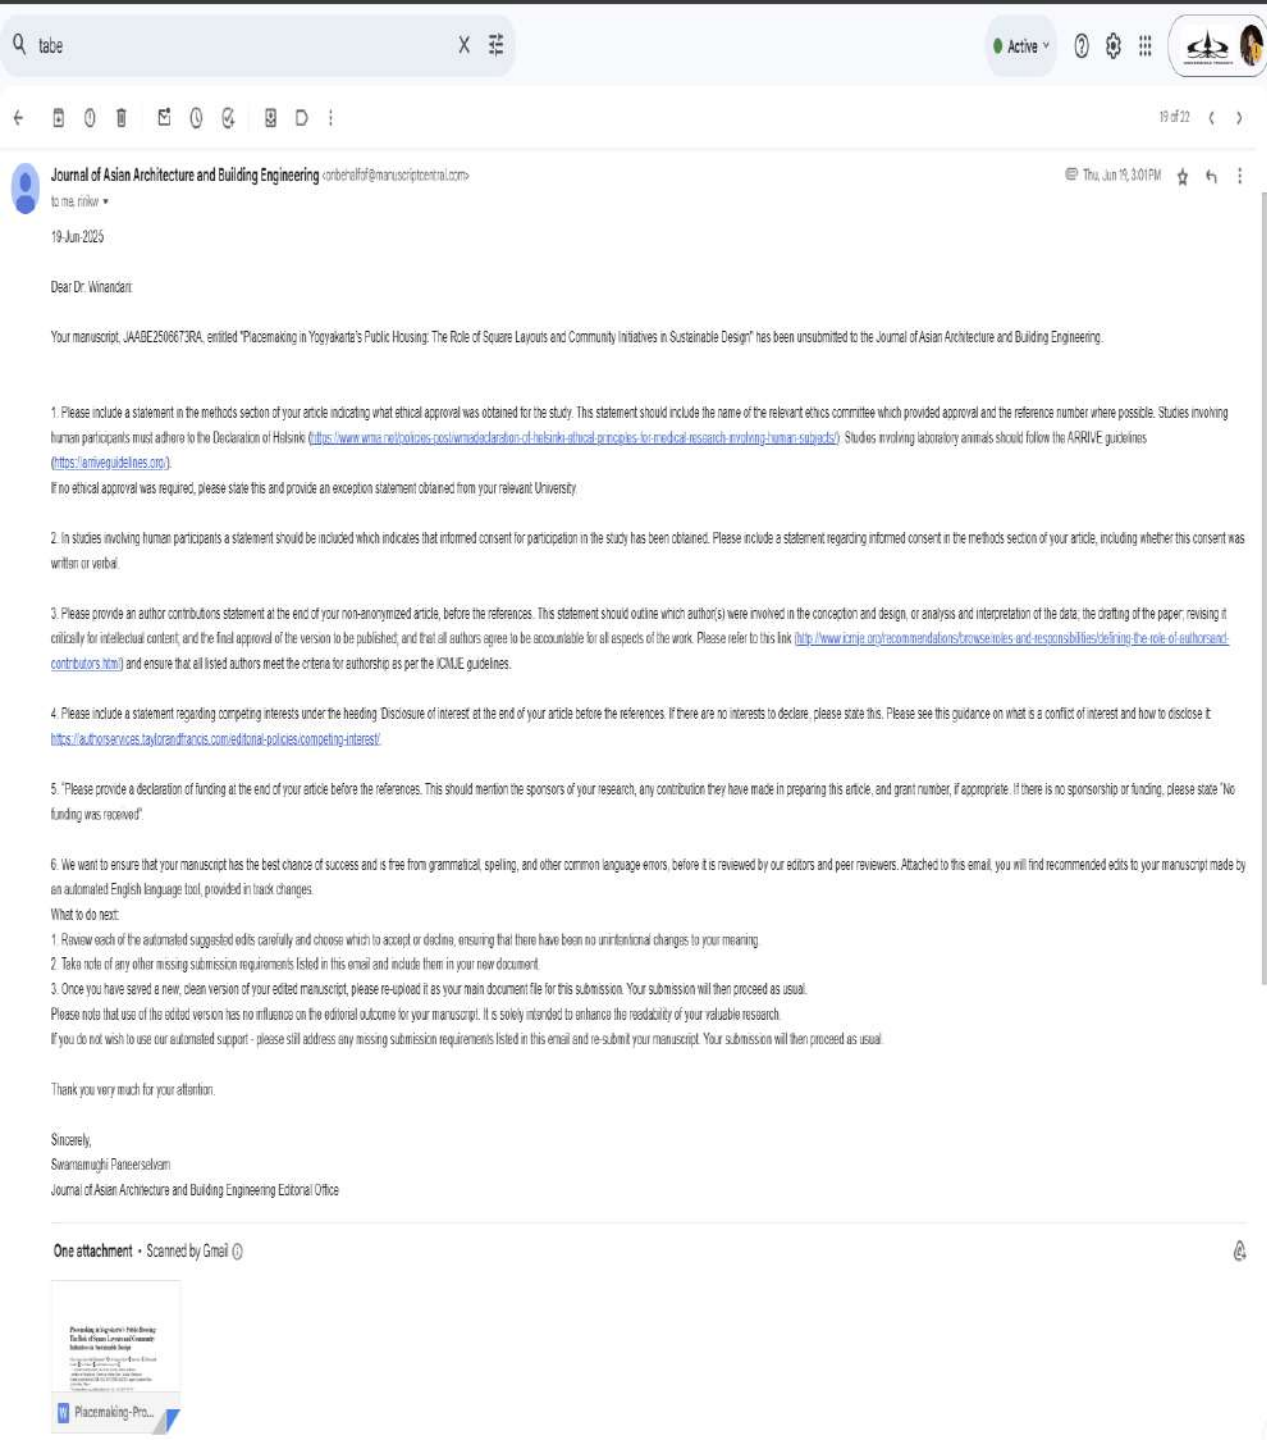 tabe
Active
19 of 22
Journal of Asian Architecture and Building Engineering <onbehalfof@manuscriptcentral.com>
Thu, Jun 19, 3:01 PM
to me, ririkw
19-Jun-2025
Dear Dr. Winandari:
Your manuscript, JAABE2506673RA, entitled "Placemaking in Yogyakarta's Public Housing: The Role of Square Layouts and Community Initiatives in Sustainable Design" has been unsubmitted to the Journal of Asian Architecture and Building Engineering.
1. Please include a statement in the methods section of your article indicating what ethical approval was obtained for the study. This statement should include the name of the relevant ethics committee which provided approval and the reference number where possible. Studies involving
human participants must adhere to the Declaration of Helsinki (https://www.wma.net/policies-post/wmadeclaration-of-helsinki-ethical-principles-for-medical-research-involving-human-subjects/). Studies involving laboratory animals should follow the ARRIVE guidelines
(https://arriveguidelines.org/).
If no ethical approval was required, please state this and provide an exception statement obtained from your relevant University.
2. In studies involving human participants a statement should be included which indicates that informed consent for participation in the study has been obtained. Please include a statement regarding informed consent in the methods section of your article, including whether this consent was
written or verbal.
3. Please provide an author contributions statement at the end of your non-anonymized article, before the references. This statement should outline which author(s) were involved in the conception and design, or analysis and interpretation of the data; the drafting of the paper; revising it
critically for intellectual content; and the final approval of the version to be published; and that all authors agree to be accountable for all aspects of the work. Please refer to this link (http://www.icmje.org/recommendations/browse/roles-and-responsibilities/defining-the-role-of-authorsand-
contributors.html) and ensure that all listed authors meet the criteria for authorship as per the ICMJE guidelines.
4. Please include a statement regarding competing interests under the heading 'Disclosure of interest' at the end of your article before the references. If there are no interests to declare, please state this. Please see this guidance on what is a conflict of interest and how to disclose it:
https://authorservices.taylorandfrancis.com/editorial-policies/competing-interest/.
5. "Please provide a declaration of funding at the end of your article before the references. This should mention the sponsors of your research, any contribution they have made in preparing this article, and grant number, if appropriate. If there is no sponsorship or funding, please state "No
funding was received".
6. We want to ensure that your manuscript has the best chance of success and is free from grammatical, spelling, and other common language errors, before it is reviewed by our editors and peer reviewers. Attached to this email, you will find recommended edits to your manuscript made by
an automated English language tool, provided in track changes.
What to do next:
1. Review each of the automated suggested edits carefully and choose which to accept or decline, ensuring that there have been no unintentional changes to your meaning.
2. Take note of any other missing submission requirements listed in this email and include them in your new document.
3. Once you have saved a new, clean version of your edited manuscript, please re-upload it as your main document file for this submission. Your submission will then proceed as usual.
Please note that use of the edited version has no influence on the editorial outcome for your manuscript. It is solely intended to enhance the readability of your valuable research.
If you do not wish to use our automated support - please still address any missing submission requirements listed in this email and re-submit your manuscript. Your submission will then proceed as usual.
Thank you very much for your attention.
Sincerely,
Swarnamughi Paneerselvam
Journal of Asian Architecture and Building Engineering Editorial Office
One attachment • Scanned by Gmail
Placemaking in Yogyakarta's Public Housing:
The Role of Square Layouts and Community
Initiatives in Sustainable Design
W
Placemaking-Pro...